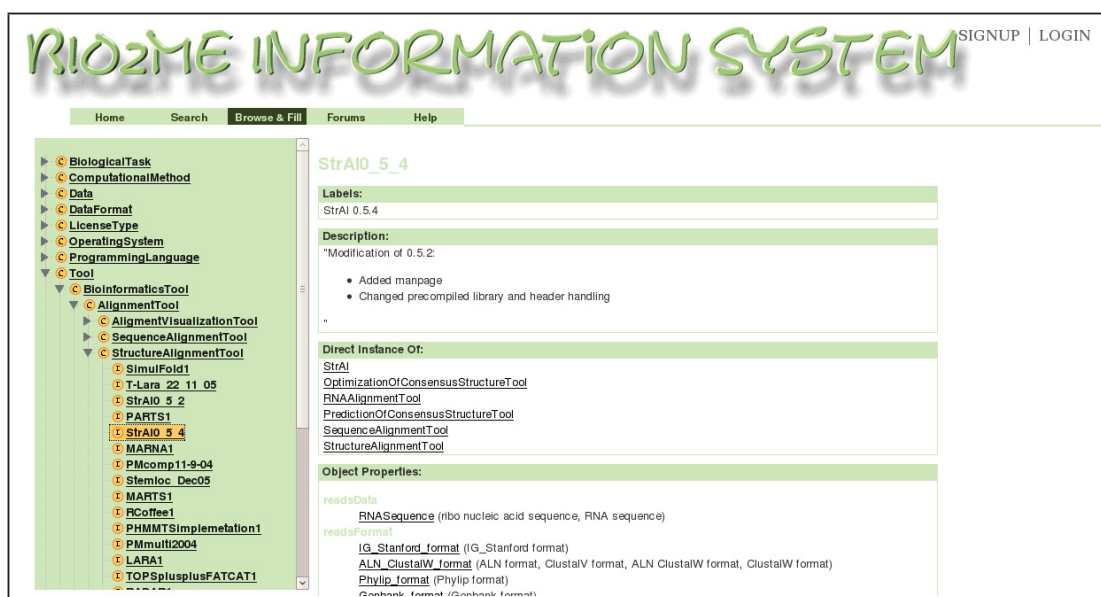 BIO2ME INFORMATION SYSTEM
SIGNUP | LOGIN
Home Search Browse & Fill Forums Help
BiologicalTask
ComputationalMethod
Data
DataFormat
LicenseType
OperatingSystem
ProgrammingLanguage
Tool
BioinformaticsTool
AlignmentTool
AligmentVisualizationTool
SequenceAlignmentTool
StructureAlignmentTool
SimulFold1
T-Lara_22_11_05
StrAl0_5_2
PARTS1
StrAl0_5_4
MARNA1
PMcomp11-9-04
Stemloc_Dec05
MARTS1
RCoffee1
PHMMTSimplemetation1
PMmulti2004
LARA1
TOPSplusplusFATCAT1
StrAl0_5_4
Labels:
StrAl 0.5.4
Description:
"Modification of 0.5.2:
• Added manpage
• Changed precompiled library and header handling
"
Direct Instance Of:
StrAl
OptimizationOfConsensusStructureTool
RNAAlignmentTool
PredictionOfConsensusStructureTool
SequenceAlignmentTool
StructureAlignmentTool
Object Properties:
readsData
RNASequence (ribo nucleic acid sequence, RNA sequence)
readsFormat
IG_Stanford_format (IG_Stanford format)
ALN_ClustalW_format (ALN format, ClustalV format, ALN ClustalW format, ClustalW format)
Phylip_format (Phylip format)
Genbank_format (Genbank format)